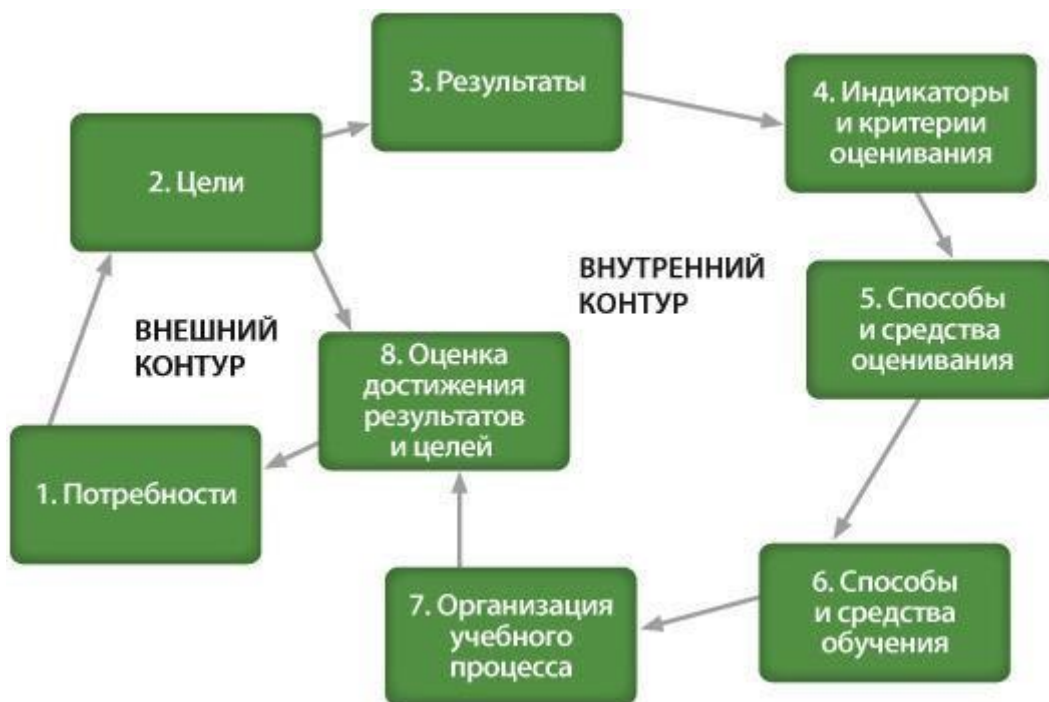 3. Результаты
4. Индикаторы
и критерии
оценивания
2. Цели
ВНУТРЕННИЙ
КОНТУР
5. Способы
и средства
оценивания
ВНЕШНИЙ
КОНТУР
8. Оценка
достижения
результатов
и целей
1. Потребности
6. Способы
и средства
обучения
7. Организация
учебного
процесса